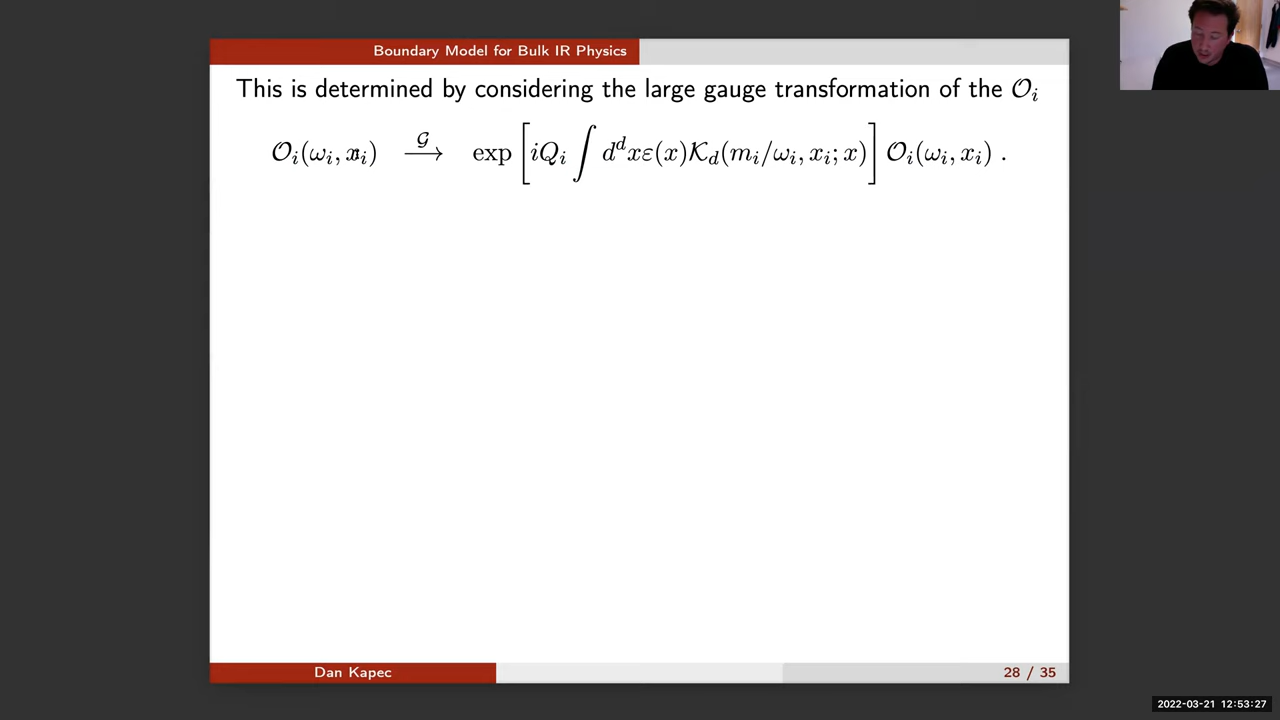 Boundary Model for Bulk IR Physics
This is determined by considering the large gauge transformation of the 𝒪ᵢ
𝒪ᵢ(ωᵢ, xᵢ) —𝒢→ exp [ iQᵢ ∫ dᵈxε(x)𝒦_d(mᵢ/ωᵢ, xᵢ; x) ] 𝒪ᵢ(ωᵢ, xᵢ) .
Dan Kapec
28 / 35
2022-03-21 12:53:27